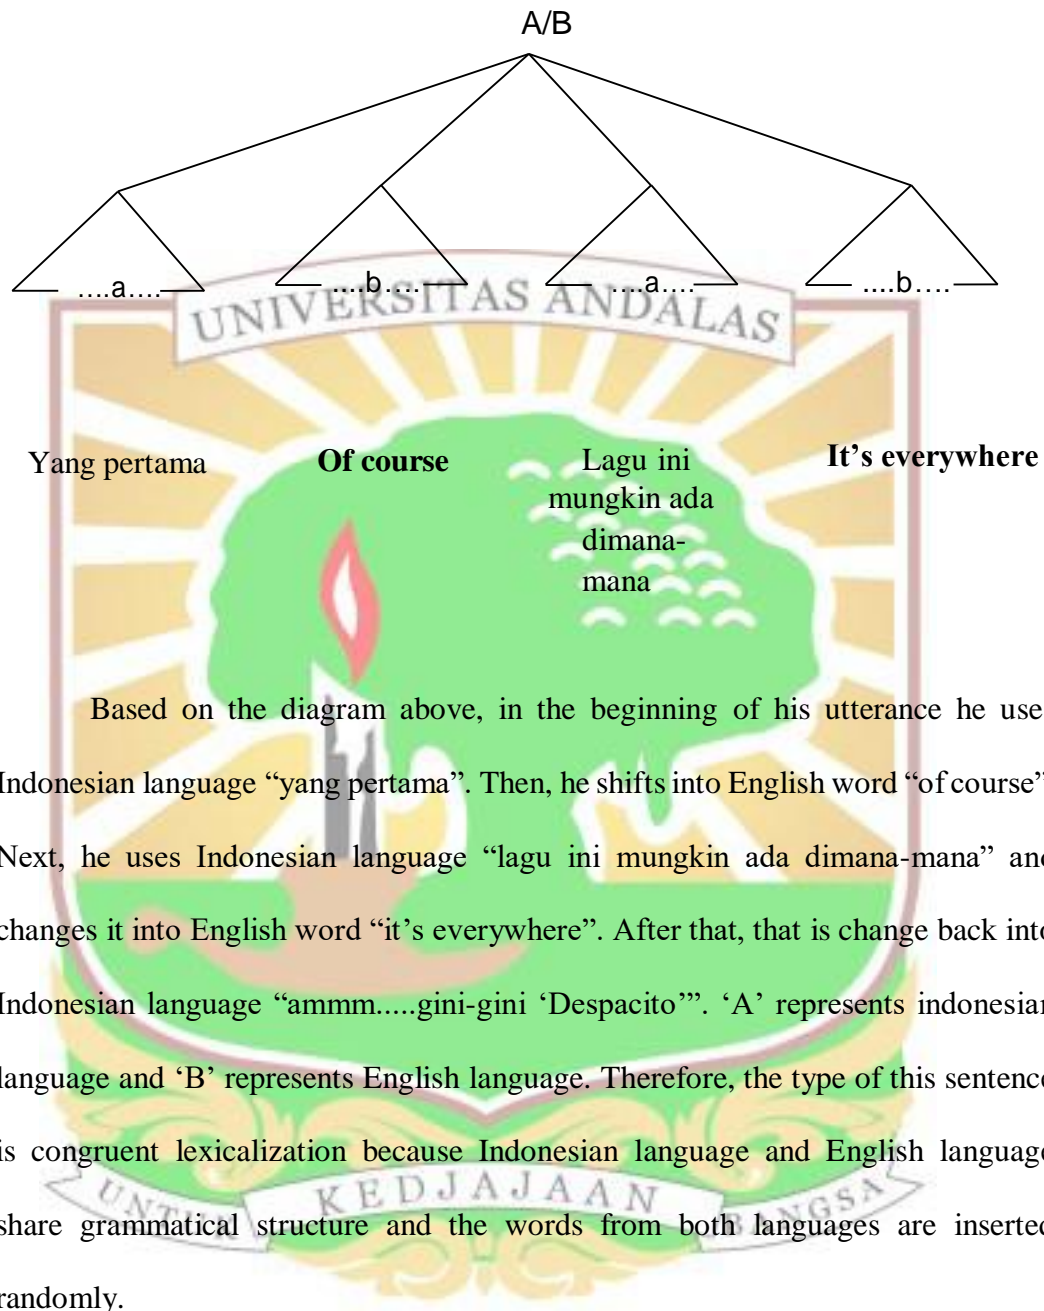 A/B
....a.... ....b.... ....a.... ....b....
UNIVERSITAS ANDALAS
Yang pertama Of course Lagu ini It’s everywhere
mungkin ada
dimana-
mana
Based on the diagram above, in the beginning of his utterance he use
Indonesian language “yang pertama”. Then, he shifts into English word “of course”
Next, he uses Indonesian language “lagu ini mungkin ada dimana-mana” and
changes it into English word “it’s everywhere”. After that, that is change back into
Indonesian language “ammm.....gini-gini ‘Despacito’”. ‘A’ represents indonesian
language and ‘B’ represents English language. Therefore, the type of this sentence
is congruent lexicalization because Indonesian language and English language
UNTUK KEDJAJAAN BANGSA
share grammatical structure and the words from both languages are inserted
randomly.